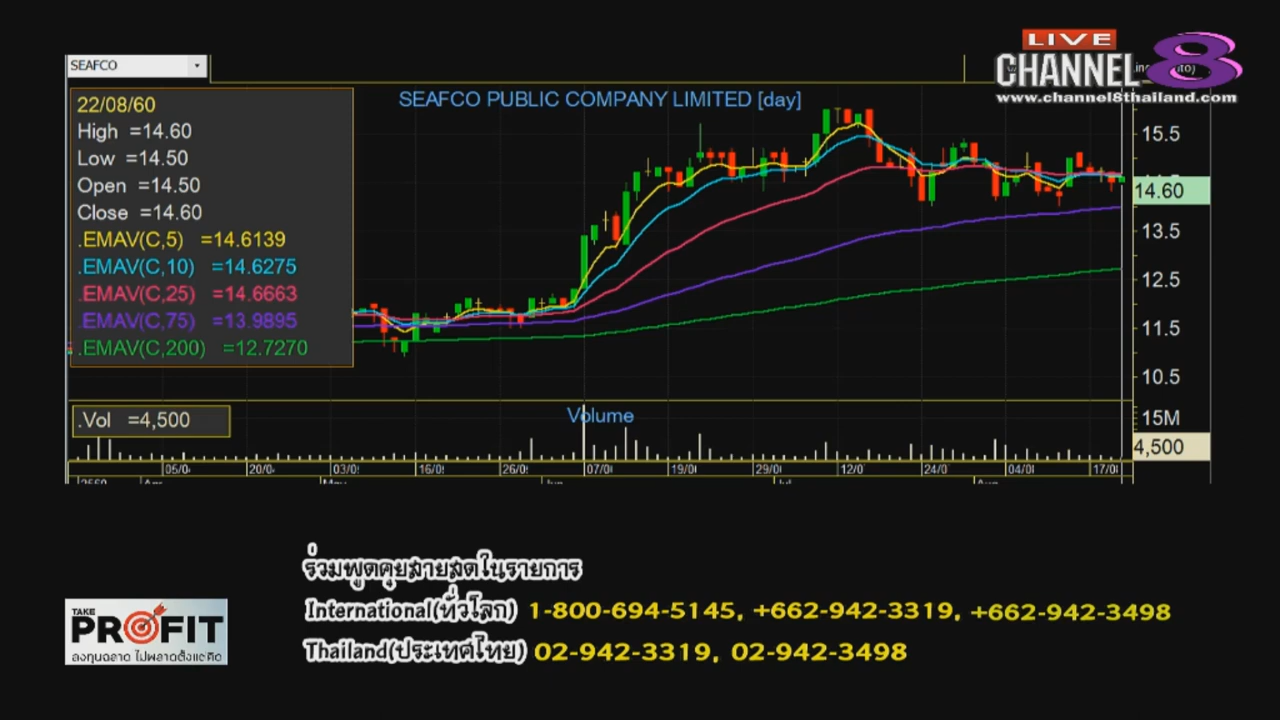 LIVE
CHANNEL 8
www.channel8thailand.com
SEAFCO
SEAFCO PUBLIC COMPANY LIMITED [day]
22/08/60
High =14.60
Low =14.50
Open =14.50
Close =14.60
.EMAV(C,5) =14.6139
.EMAV(C,10) =14.6275
.EMAV(C,25) =14.6663
.EMAV(C,75) =13.9895
.EMAV(C,200) =12.7270
15.5
14.60
13.5
12.5
11.5
10.5
.Vol =4,500
Volume
15M
4,500
05/0 20/0 03/0 16/0 26/0 07/0 19/0 29/0 12/0 24/0 04/0 17/0
ร่วมพูดคุยสายสดในรายการ
International(ทั่วโลก) 1-800-694-5145, +662-942-3319, +662-942-3498
Thailand(ประเทศไทย) 02-942-3319, 02-942-3498
TAKE
PROFIT
ลงทุนฉลาด ไม่พลาดตั้งแต่คิด